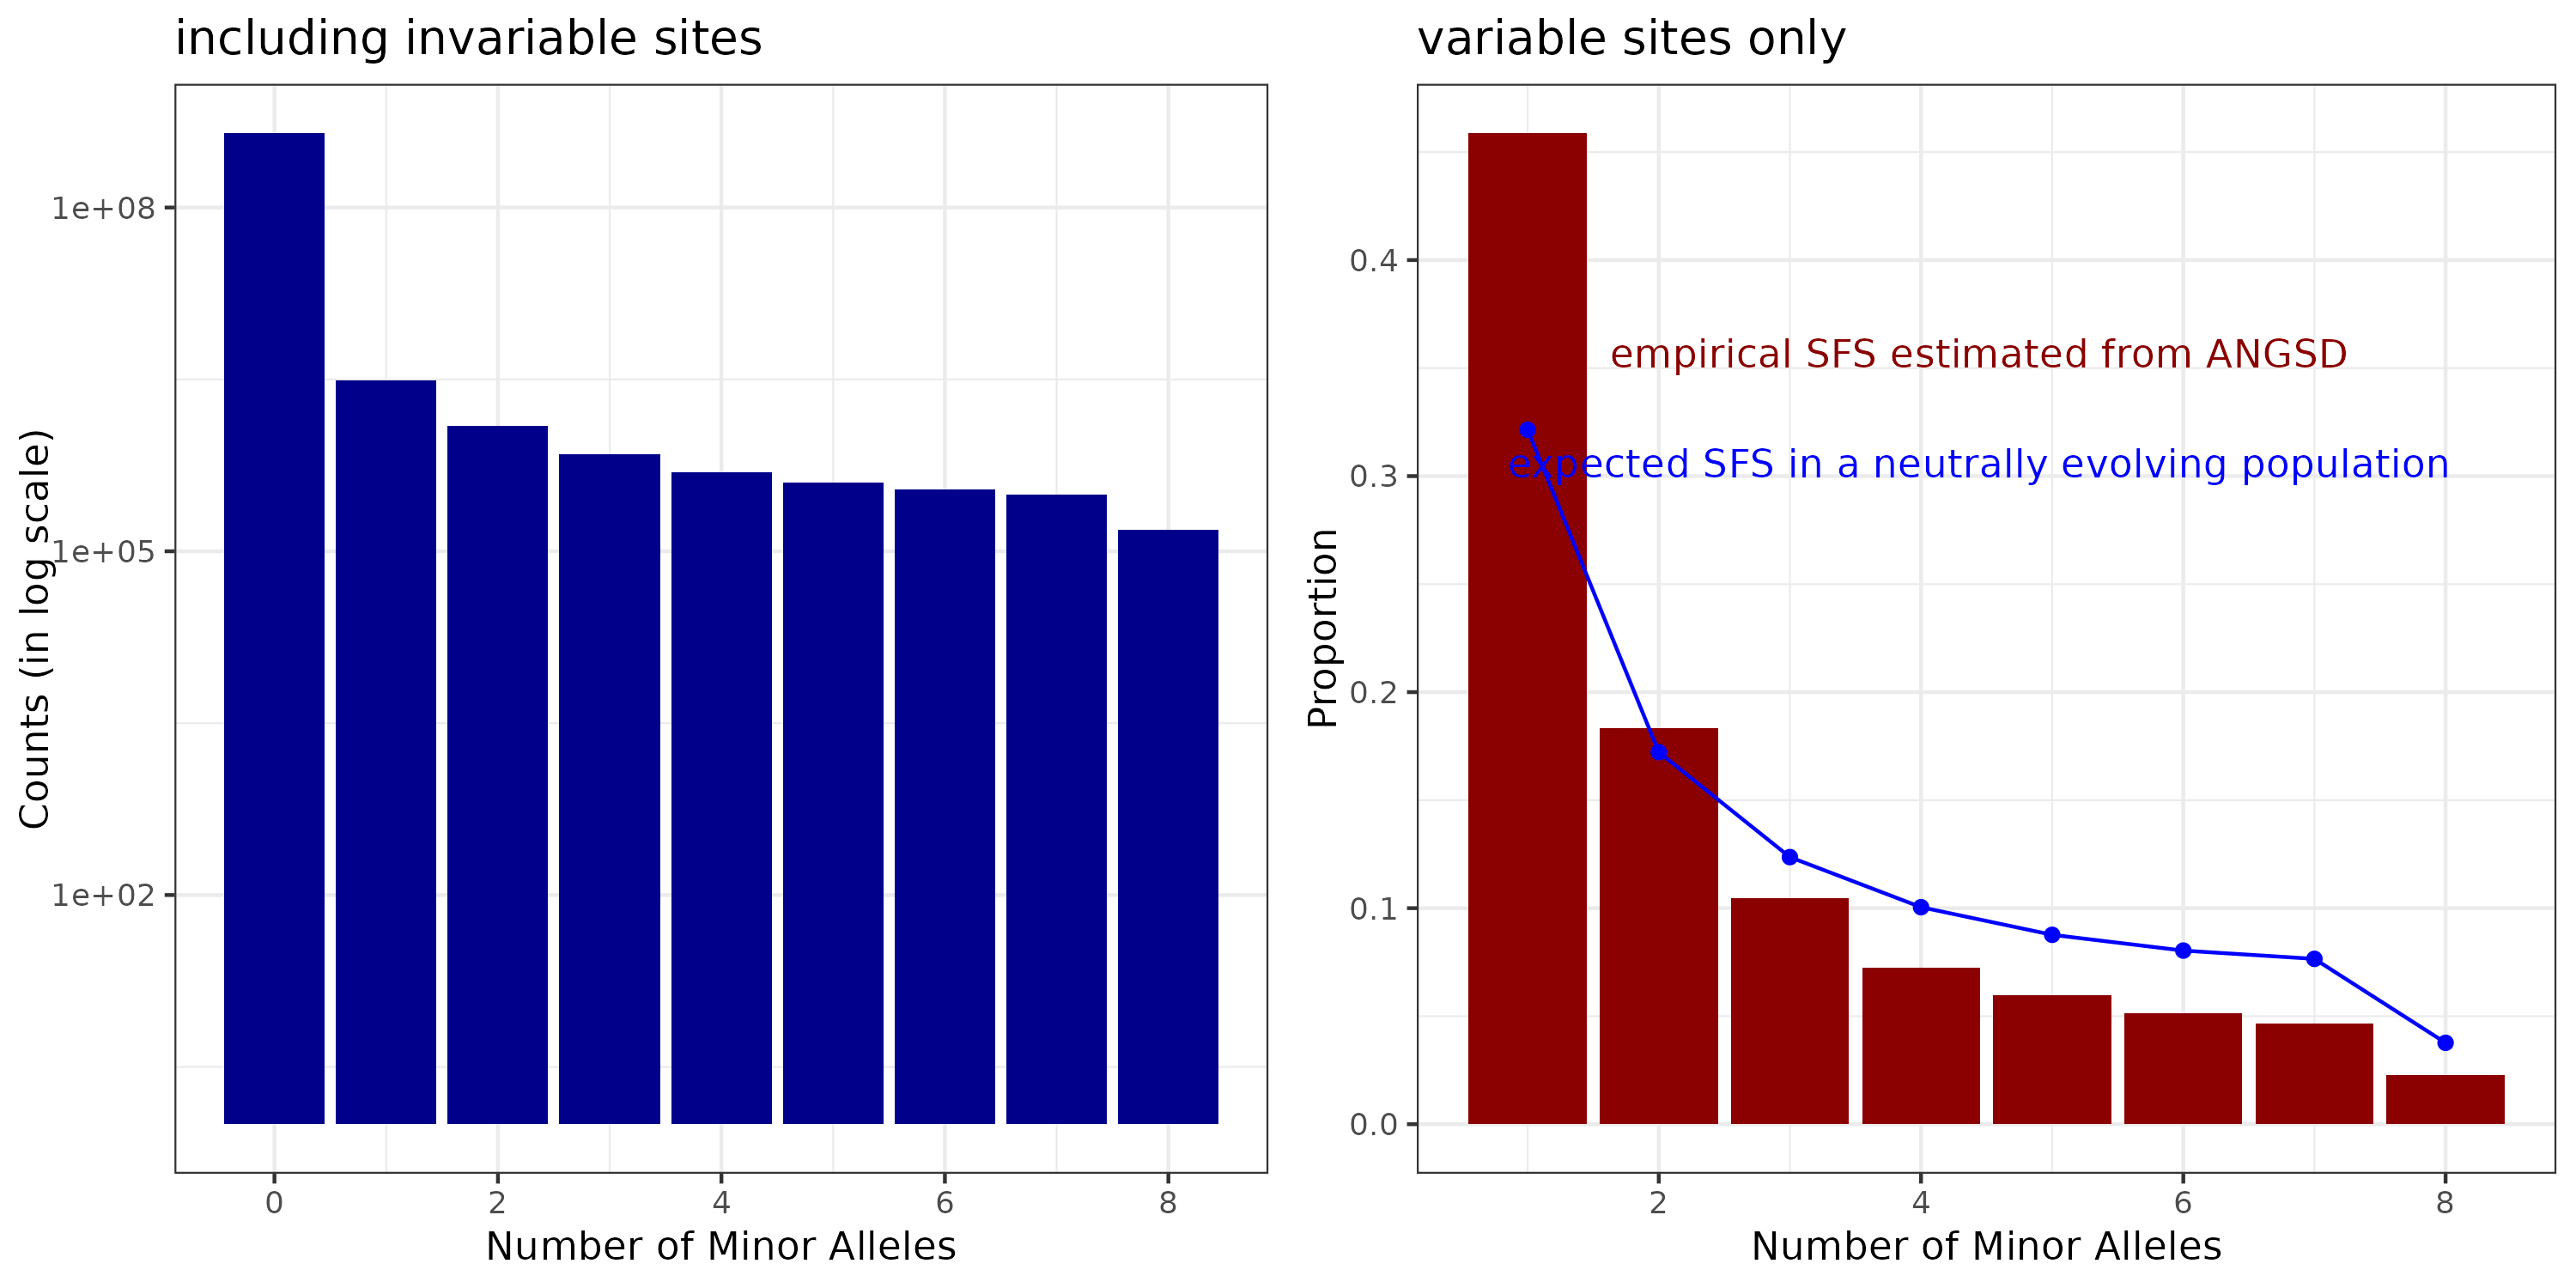 including invariable sites
Counts (in log scale)
1e+08
1e+05
1e+02
0
2
4
6
8
Number of Minor Alleles
variable sites only
Proportion
0.4
0.3
0.2
0.1
0.0
empirical SFS estimated from ANGSD
expected SFS in a neutrally evolving population
2
4
6
8
Number of Minor Alleles